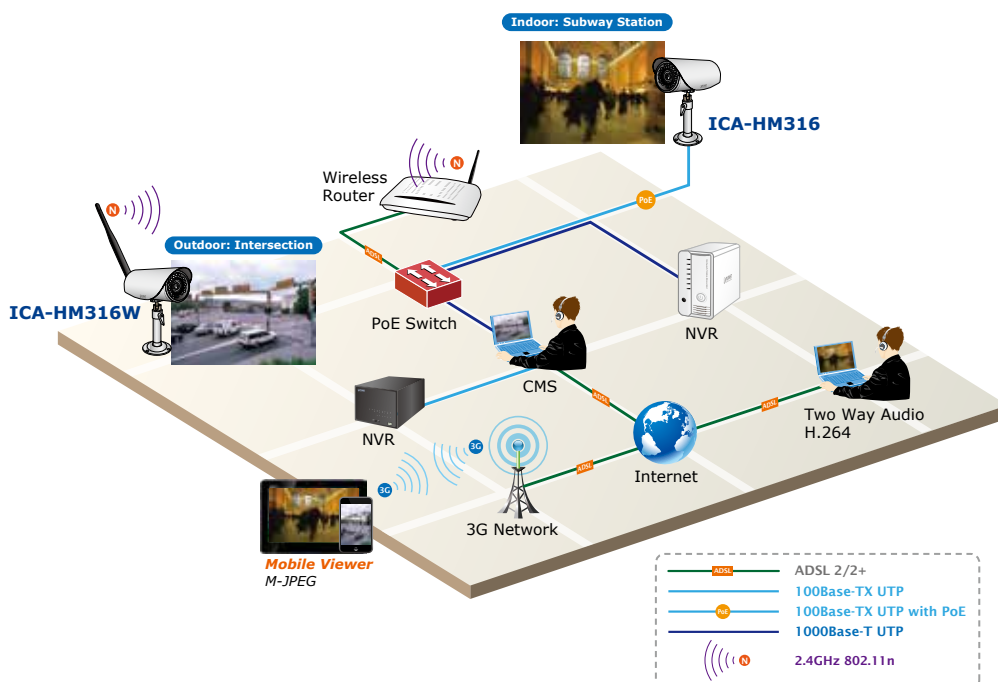 Indoor: Subway Station
ICA-HM316
N
Wireless
Router
PoE
N
Outdoor: Intersection
ADSL
ICA-HM316W
PoE Switch
NVR
CMS
ADSL
ADSL
Two Way Audio
H.264
NVR
3G
Internet
ADSL
3G
3G Network
Mobile Viewer
M-JPEG
ADSL
ADSL 2/2+
100Base-TX UTP
PoE
100Base-TX UTP with PoE
1000Base-T UTP
N
2.4GHz 802.11n